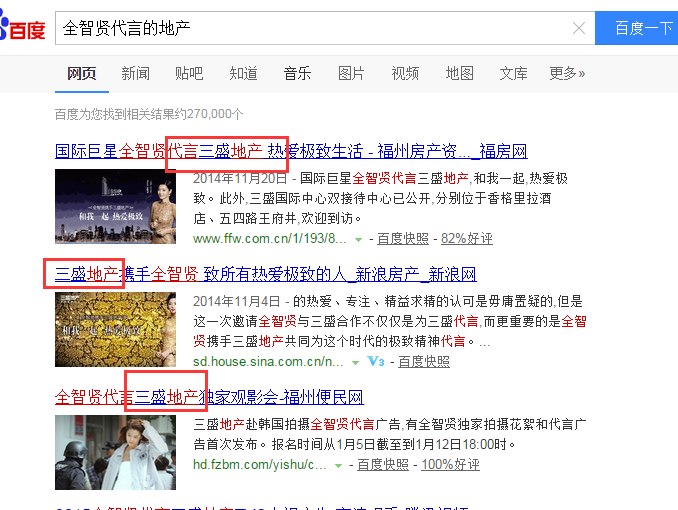 百度
全智贤代言的地产
百度一下
网页 新闻 贴吧 知道 音乐 图片 视频 地图 文库 更多»
百度为您找到相关结果约270,000个
国际巨星全智贤代言三盛地产 热爱极致生活 - 福州房产资..._福房网
2014年11月20日 - 国际巨星全智贤代言三盛地产,和我一起,热爱极
致。此外,三盛国际中心双接待中心已公开,分别位于香格里拉酒
店、五四路王府井,欢迎到访。
和我一起 热爱极致
www.ffw.com.cn/1/193/8... - 百度快照 - 82%好评
三盛地产携手全智贤 致所有热爱极致的人_新浪房产_新浪网
2014年11月4日 - 的热爱、专注、精益求精的认可是毋庸置疑的,但是
这一次邀请全智贤与三盛合作不仅仅是为三盛代言,而更重要的是全智
贤携手三盛地产共同为这个时代的极致精神代言。...
和我一起 热爱极致
sd.house.sina.com.cn/n... V3 - 百度快照
全智贤代言三盛地产独家观影会-福州便民网
三盛地产赴韩国拍摄全智贤代言广告,有全智贤独家拍摄花絮和代言广
告首次发布。报名时间从1月5日截至到1月12日18:00时。
hd.fzbm.com/yishu/c... - 百度快照 - 100%好评